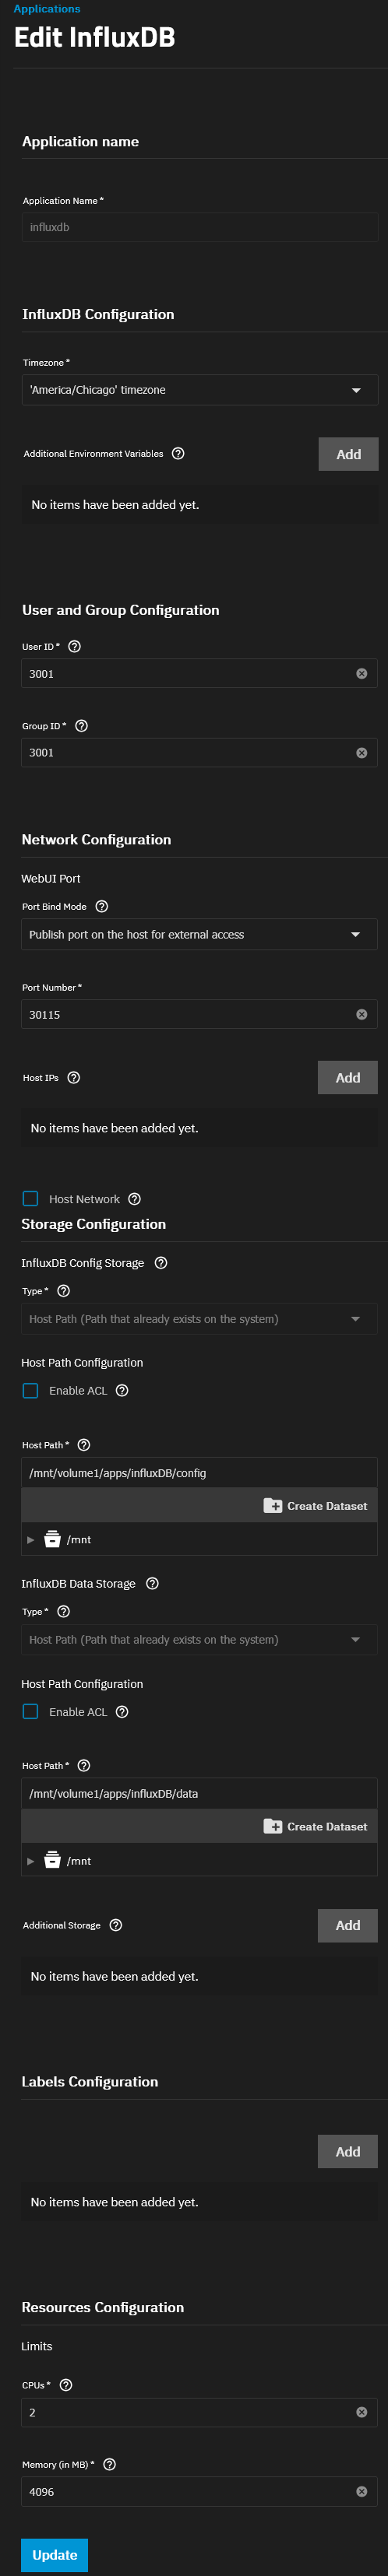 Applications
Edit InfluxDB
Application name
Application Name *
influxdb
InfluxDB Configuration
Timezone *
'America/Chicago' timezone
Additional Environment Variables
Add
No items have been added yet.
User and Group Configuration
User ID *
3001
Group ID *
3001
Network Configuration
WebUI Port
Port Bind Mode
Publish port on the host for external access
Port Number *
30115
Host IPs
Add
No items have been added yet.
Host Network
Storage Configuration
InfluxDB Config Storage
Type *
Host Path (Path that already exists on the system)
Host Path Configuration
Enable ACL
Host Path *
/mnt/volume1/apps/influxDB/config
Create Dataset
/mnt
InfluxDB Data Storage
Type *
Host Path (Path that already exists on the system)
Host Path Configuration
Enable ACL
Host Path *
/mnt/volume1/apps/influxDB/data
Create Dataset
/mnt
Additional Storage
Add
No items have been added yet.
Labels Configuration
Add
No items have been added yet.
Resources Configuration
Limits
CPUs *
2
Memory (in MB) *
4096
Update